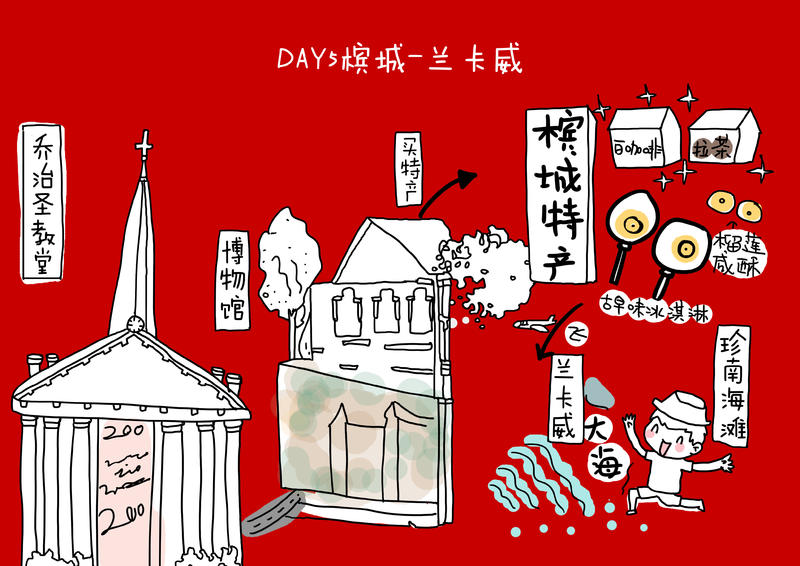 DAY5槟城-兰卡威
乔治圣教堂
200
200
博物馆
买特产
槟城特产
白咖啡
拉茶
榴莲
咸酥
古早味冰淇淋
飞
兰卡威
大海
珍南海滩